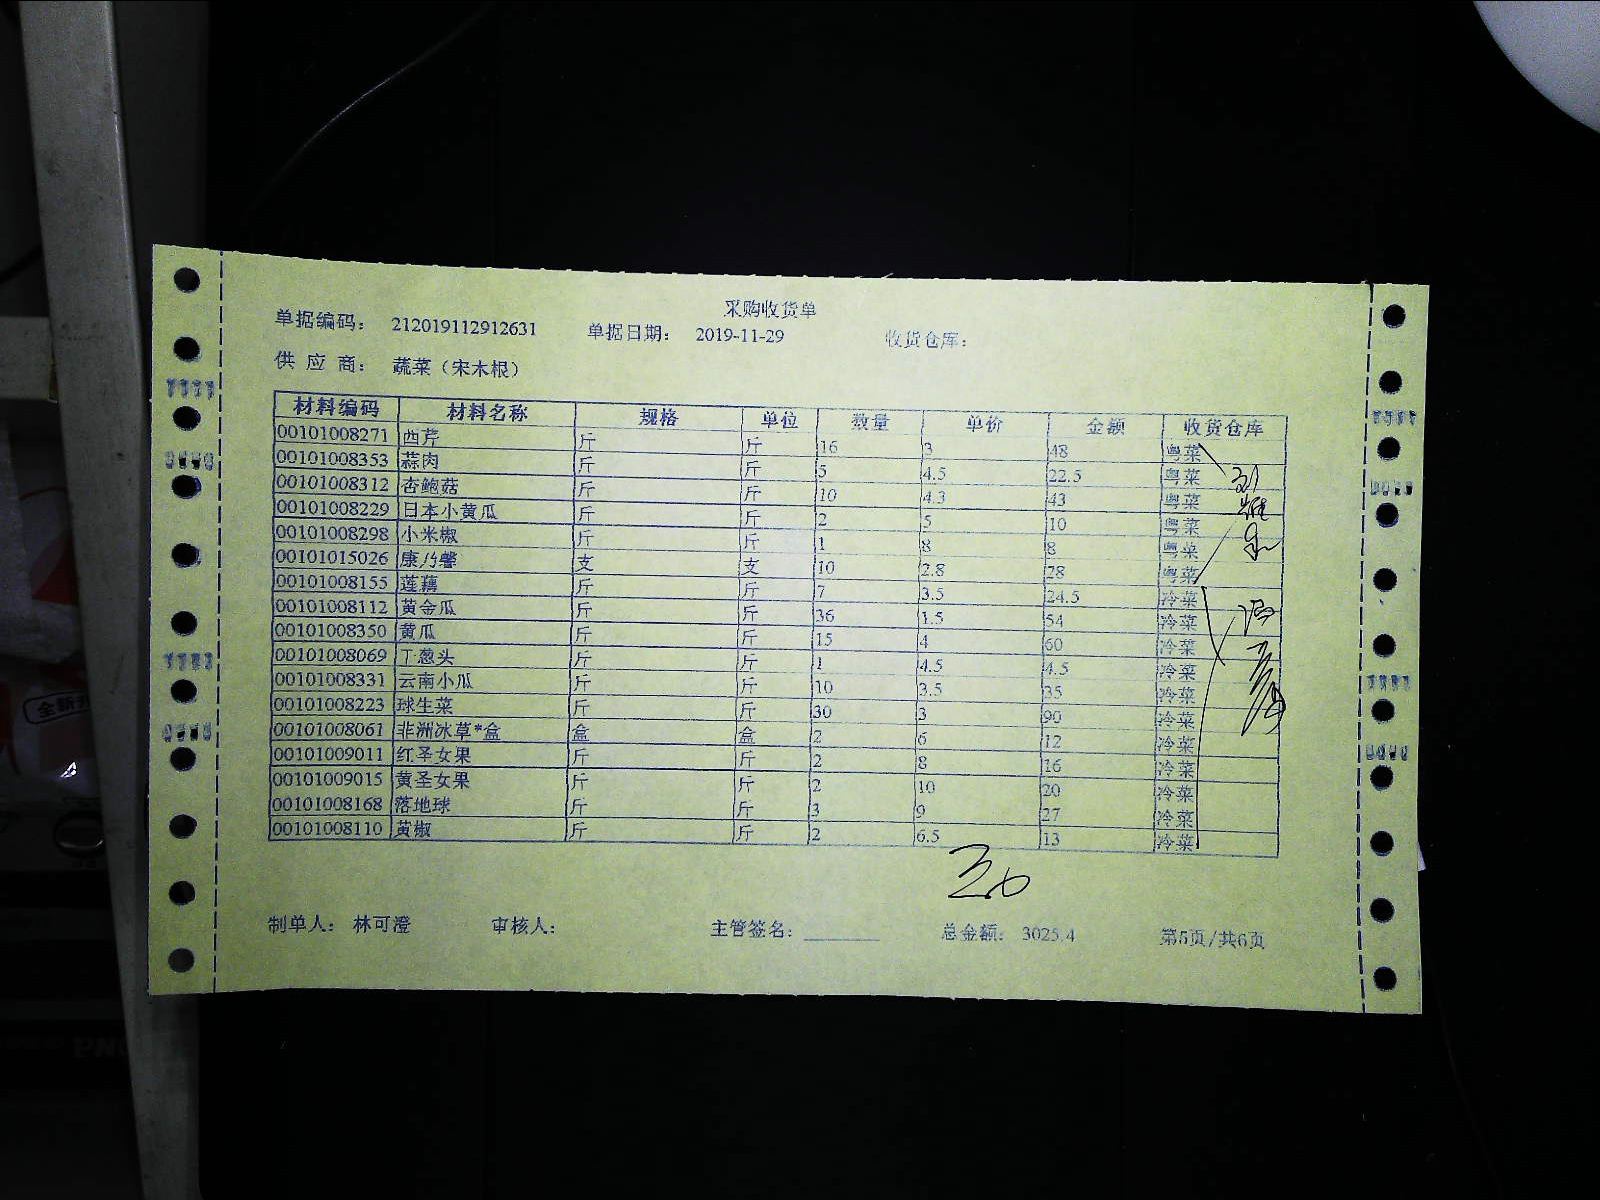 采购收货单
单据编码： 212019112912631 单据日期： 2019-11-29 收货仓库：
供 应 商： 蔬菜（宋木根）
材料编码 材料名称 规格 单位 数量 单价 金额 收货仓库
00101008271 西芹 斤 斤 16 3 48 粤菜
00101008353 蒜肉 斤 斤 5 4.5 22.5 粤菜
00101008312 杏鲍菇 斤 斤 10 4.3 43 粤菜
00101008229 日本小黄瓜 斤 斤 2 5 10 粤菜
00101008298 小米椒 斤 斤 1 8 8 粤菜
00101015026 康乃馨 支 支 10 2.8 28 粤菜
00101008155 莲藕 斤 斤 7 3.5 24.5 冷菜
00101008112 黄金瓜 斤 斤 36 1.5 54 冷菜
00101008350 黄瓜 斤 斤 15 4 60 冷菜
00101008069 干葱头 斤 斤 1 4.5 4.5 冷菜
00101008331 云南小瓜 斤 斤 10 3.5 35 冷菜
00101008223 球生菜 斤 斤 30 3 90 冷菜
00101008061 非洲冰草*盒 盒 盒 2 6 12 冷菜
00101009011 红圣女果 斤 斤 2 8 16 冷菜
00101009015 黄圣女果 斤 斤 2 10 20 冷菜
00101008168 落地球 斤 斤 3 9 27 冷菜
00101008110 黄椒 斤 斤 2 6.5 13 冷菜
制单人： 林可澄 审核人： 主管签名： 总金额： 3025.4 第5页/共6页
全新升